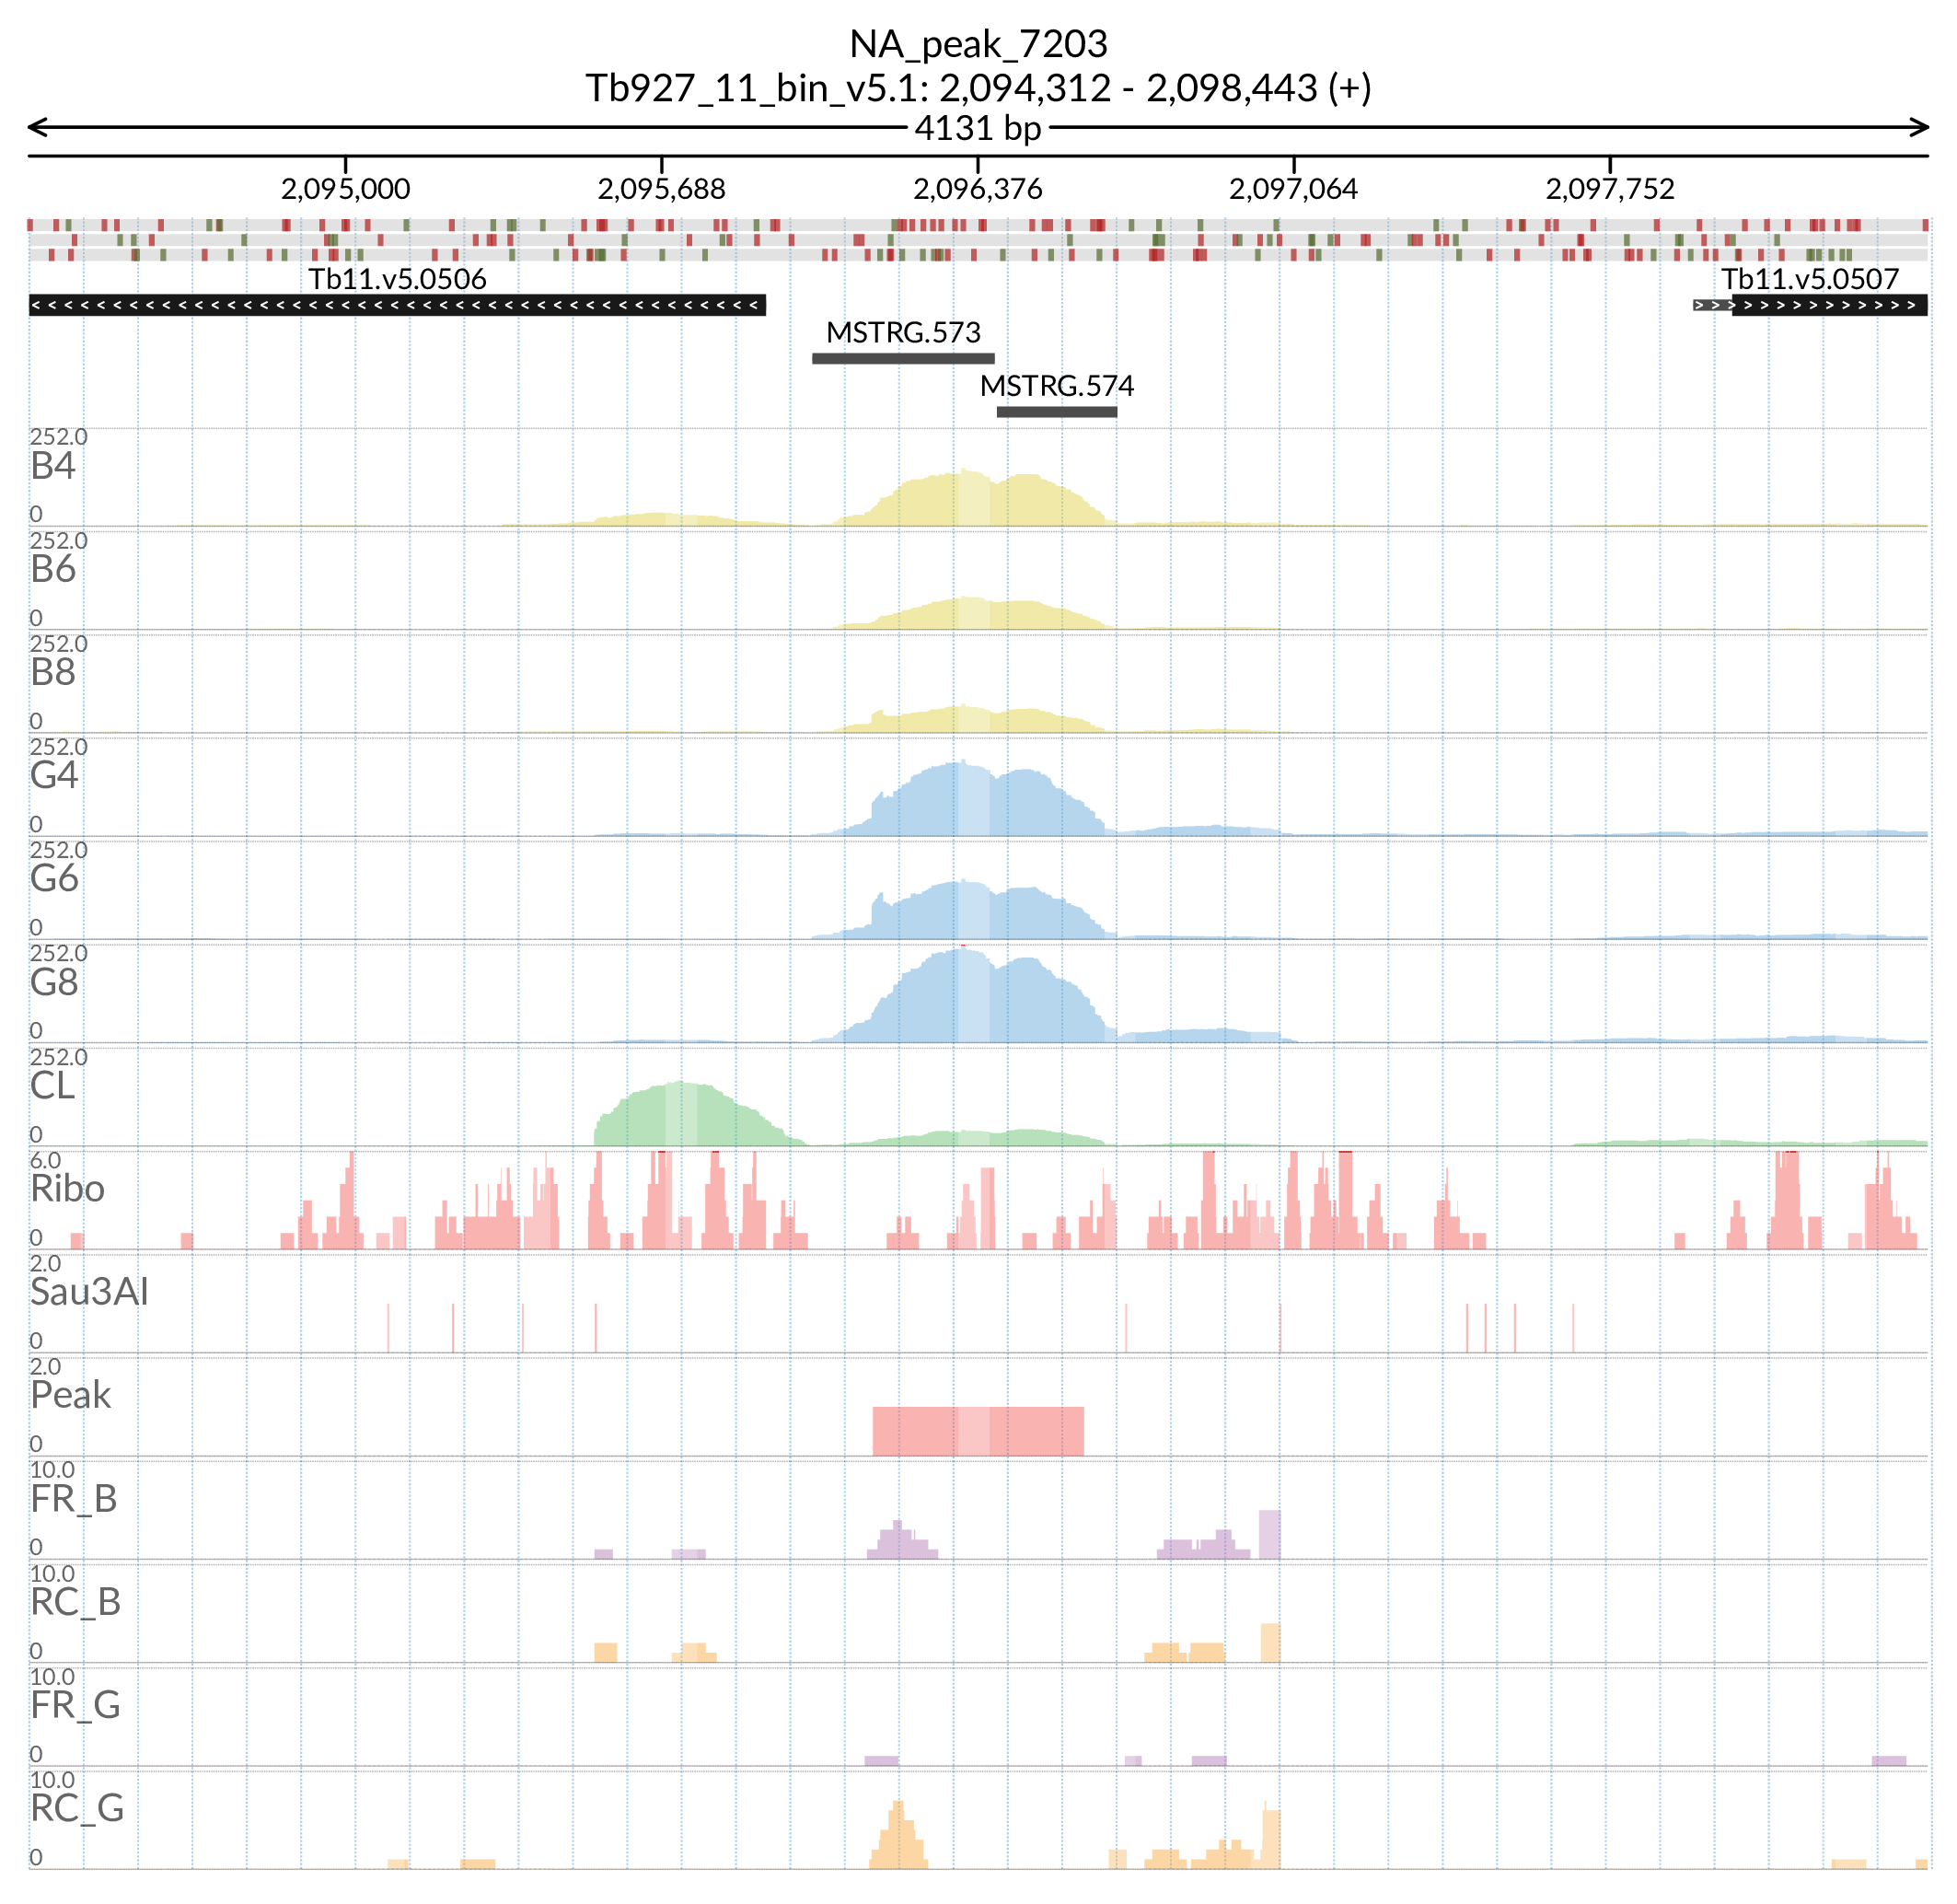 NA_peak_7203
Tb927_11_bin_v5.1: 2,094,312 - 2,098,443 (+)
4131 bp
2,095,000 2,095,688 2,096,376 2,097,064 2,097,752
Tb11.v5.0506 Tb11.v5.0507
MSTRG.573
MSTRG.574
252.0
B4
0
252.0
B6
0
252.0
B8
0
252.0
G4
0
252.0
G6
0
252.0
G8
0
252.0
CL
0
6.0
Ribo
0
2.0
Sau3AI
0
2.0
Peak
0
10.0
FR_B
0
10.0
RC_B
0
10.0
FR_G
0
10.0
RC_G
0